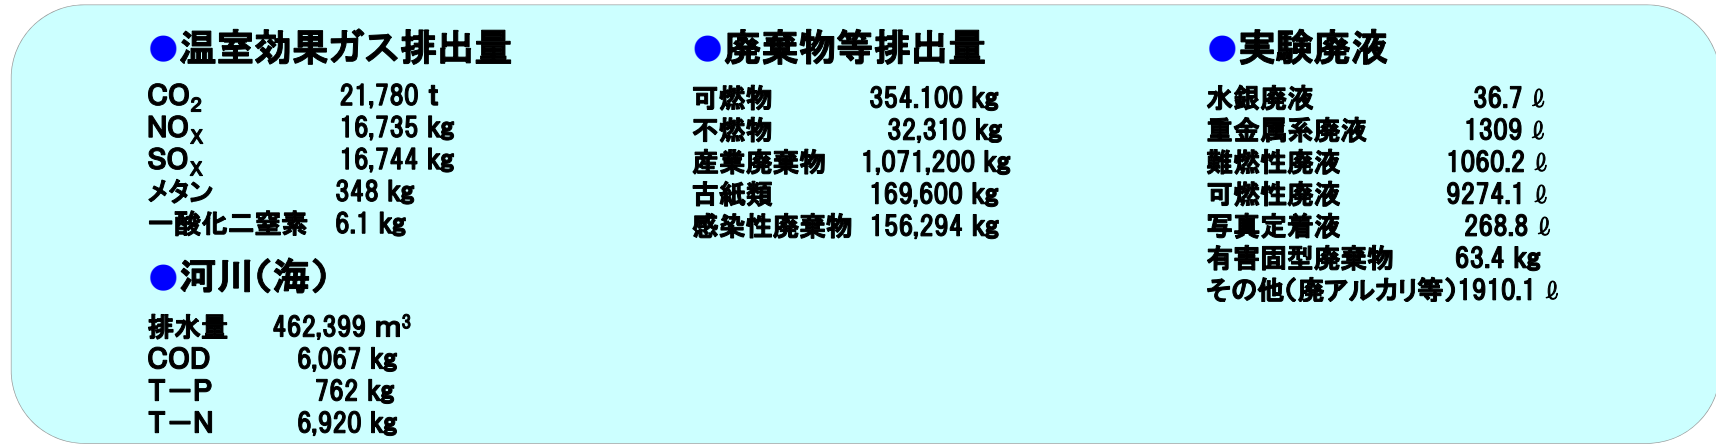 ●温室効果ガス排出量
CO₂ 21,780 t
NOX 16,735 kg
SOX 16,744 kg
メタン 348 kg
一酸化二窒素 6.1 kg
●河川(海)
排水量 462,399 m³
COD 6,067 kg
T－P 762 kg
T－N 6,920 kg
●廃棄物等排出量
可燃物 354.100 kg
不燃物 32,310 kg
産業廃棄物 1,071,200 kg
古紙類 169,600 kg
感染性廃棄物 156,294 kg
●実験廃液
水銀廃液 36.7 ℓ
重金属系廃液 1309 ℓ
難燃性廃液 1060.2 ℓ
可燃性廃液 9274.1 ℓ
写真定着液 268.8 ℓ
有害固型廃棄物 63.4 kg
その他(廃アルカリ等)1910.1 ℓ